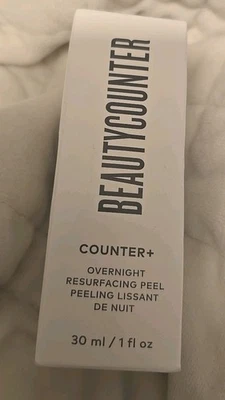 BEAUTYCOUNTER
COUNTER+
OVERNIGHT
RESURFACING PEEL
PEELING LISSANT
DE NUIT
30 ml / 1 fl oz